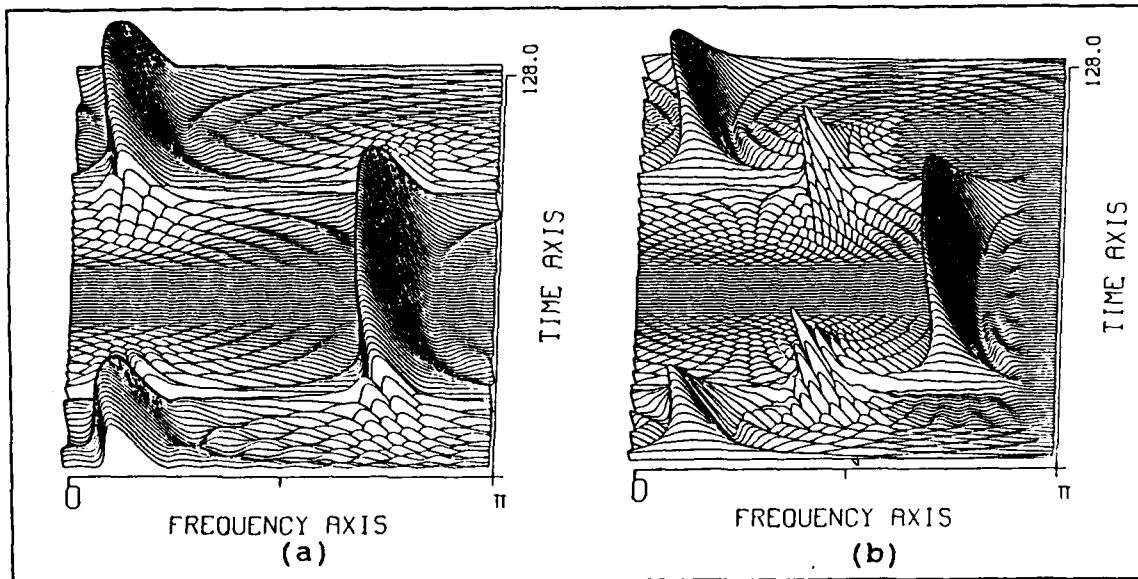 128.0
TIME AXIS
0
π
FREQUENCY AXIS
(a)
128.0
TIME AXIS
0
π
FREQUENCY AXIS
(b)